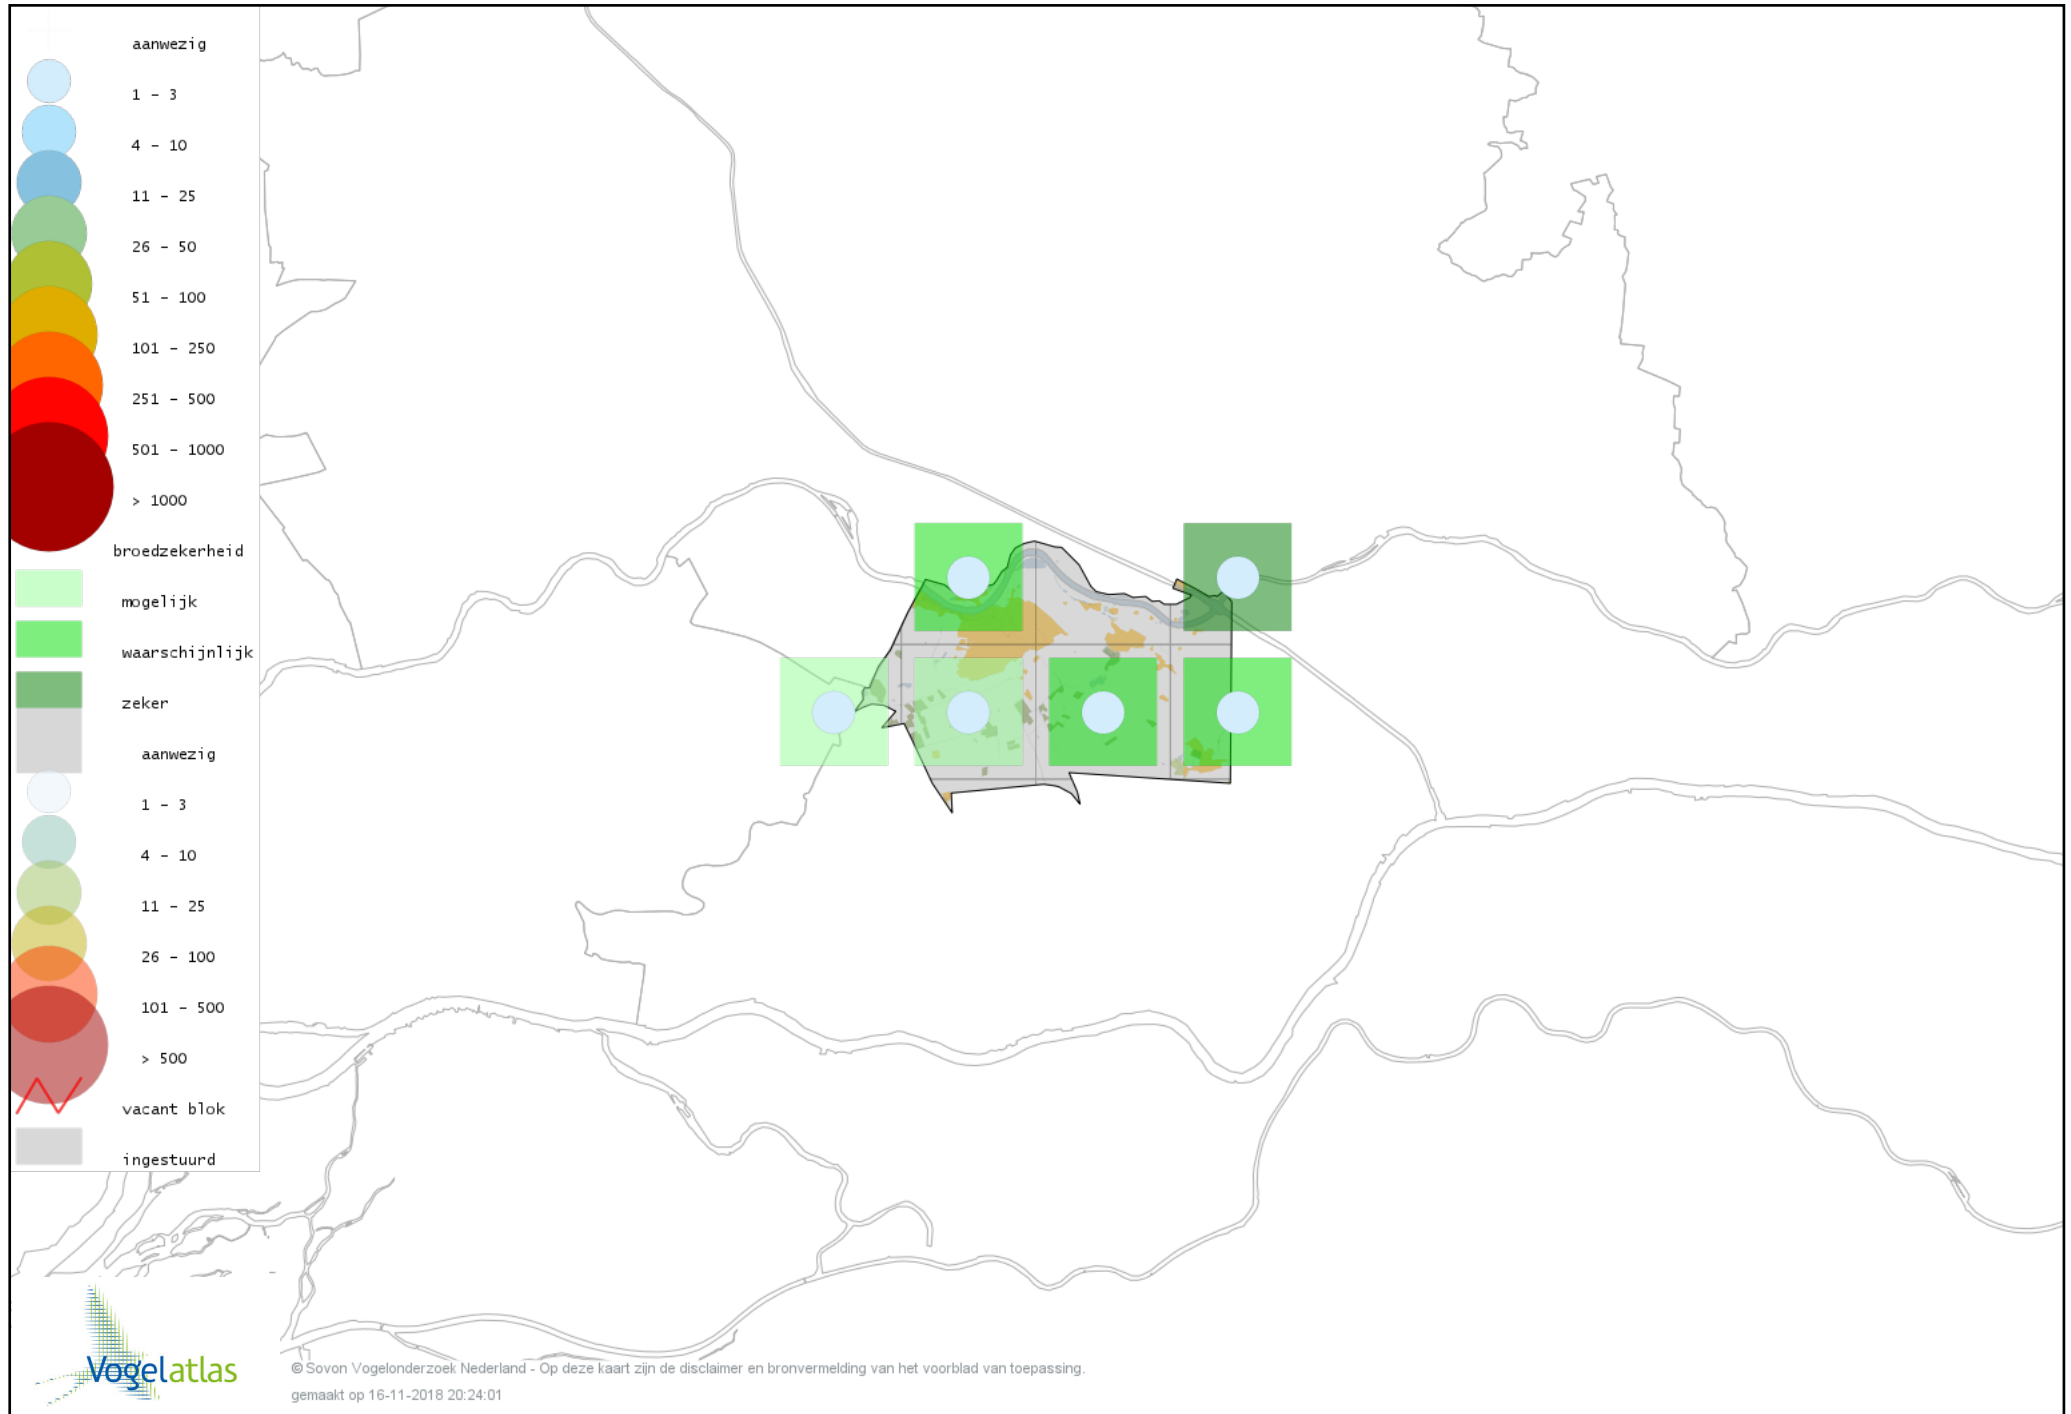 aanwezig
1 - 3
4 - 10
11 - 25
26 - 50
51 - 100
101 - 250
251 - 500
501 - 1000
> 1000
broedzekerheid
mogelijk
waarschijnlijk
zeker
aanwezig
1 - 3
4 - 10
11 - 25
26 - 100
101 - 500
> 500
vacant blok
ingestuurd
Vogelatlas
© Sovon Vogelonderzoek Nederland - Op deze kaart zijn de disclaimer en bronvermelding van het voorblad van toepassing.
gemaakt op 16-11-2018 20:24:01